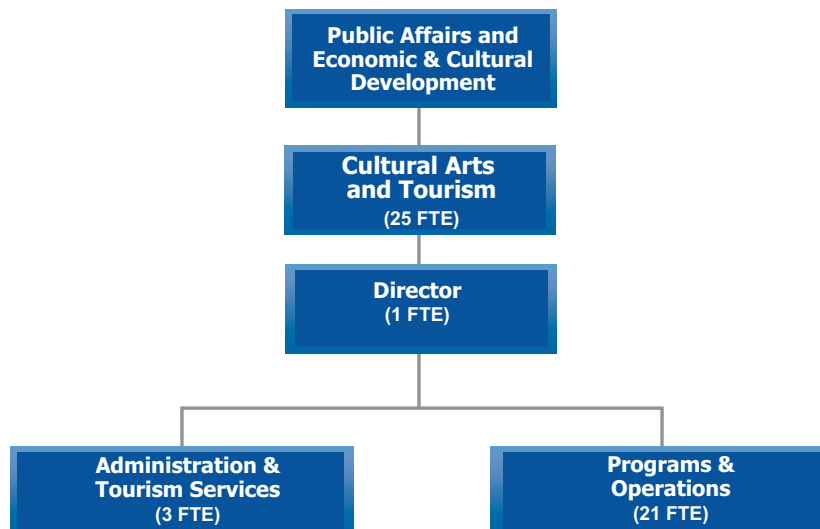 Public Affairs and
Economic & Cultural
Development
Cultural Arts
and Tourism
(25 FTE)
Director
(1 FTE)
Administration &
Tourism Services
(3 FTE)
Programs &
Operations
(21 FTE)